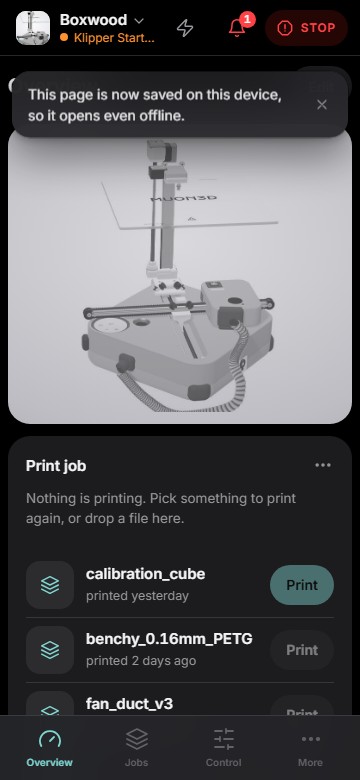 Boxwood
Klipper Start...
1
STOP
This page is now saved on this device,
so it opens even offline.
MUON3D
Print job
Nothing is printing. Pick something to print
again, or drop a file here.
calibration_cube
printed yesterday
Print
benchy_0.16mm_PETG
printed 2 days ago
Print
fan_duct_v3
Print
Overview
Jobs
Control
More